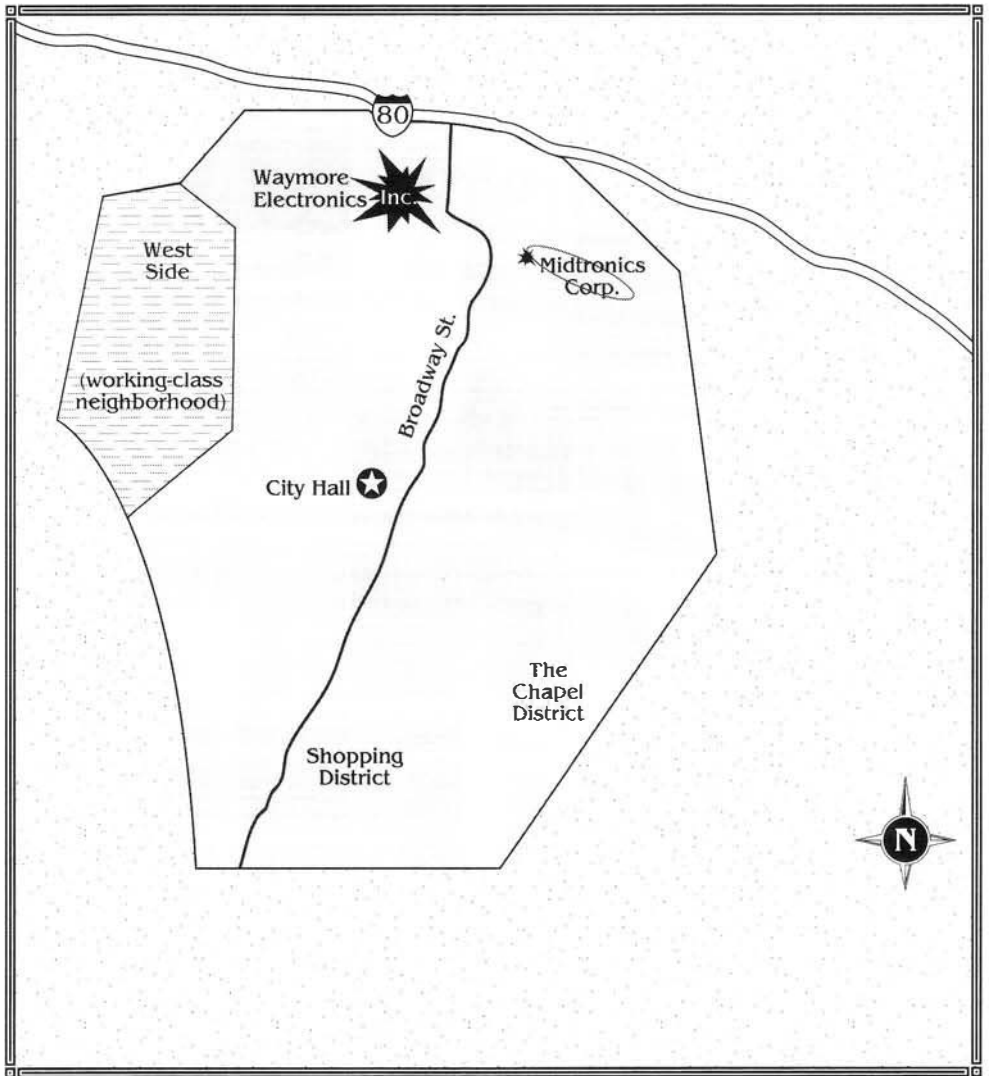 80
Waymore
Electronics Inc.
West
Side
Midtronics
Corp.
Broadway St.
(working-class
neighborhood)
City Hall
The
Chapel
District
Shopping
District
N